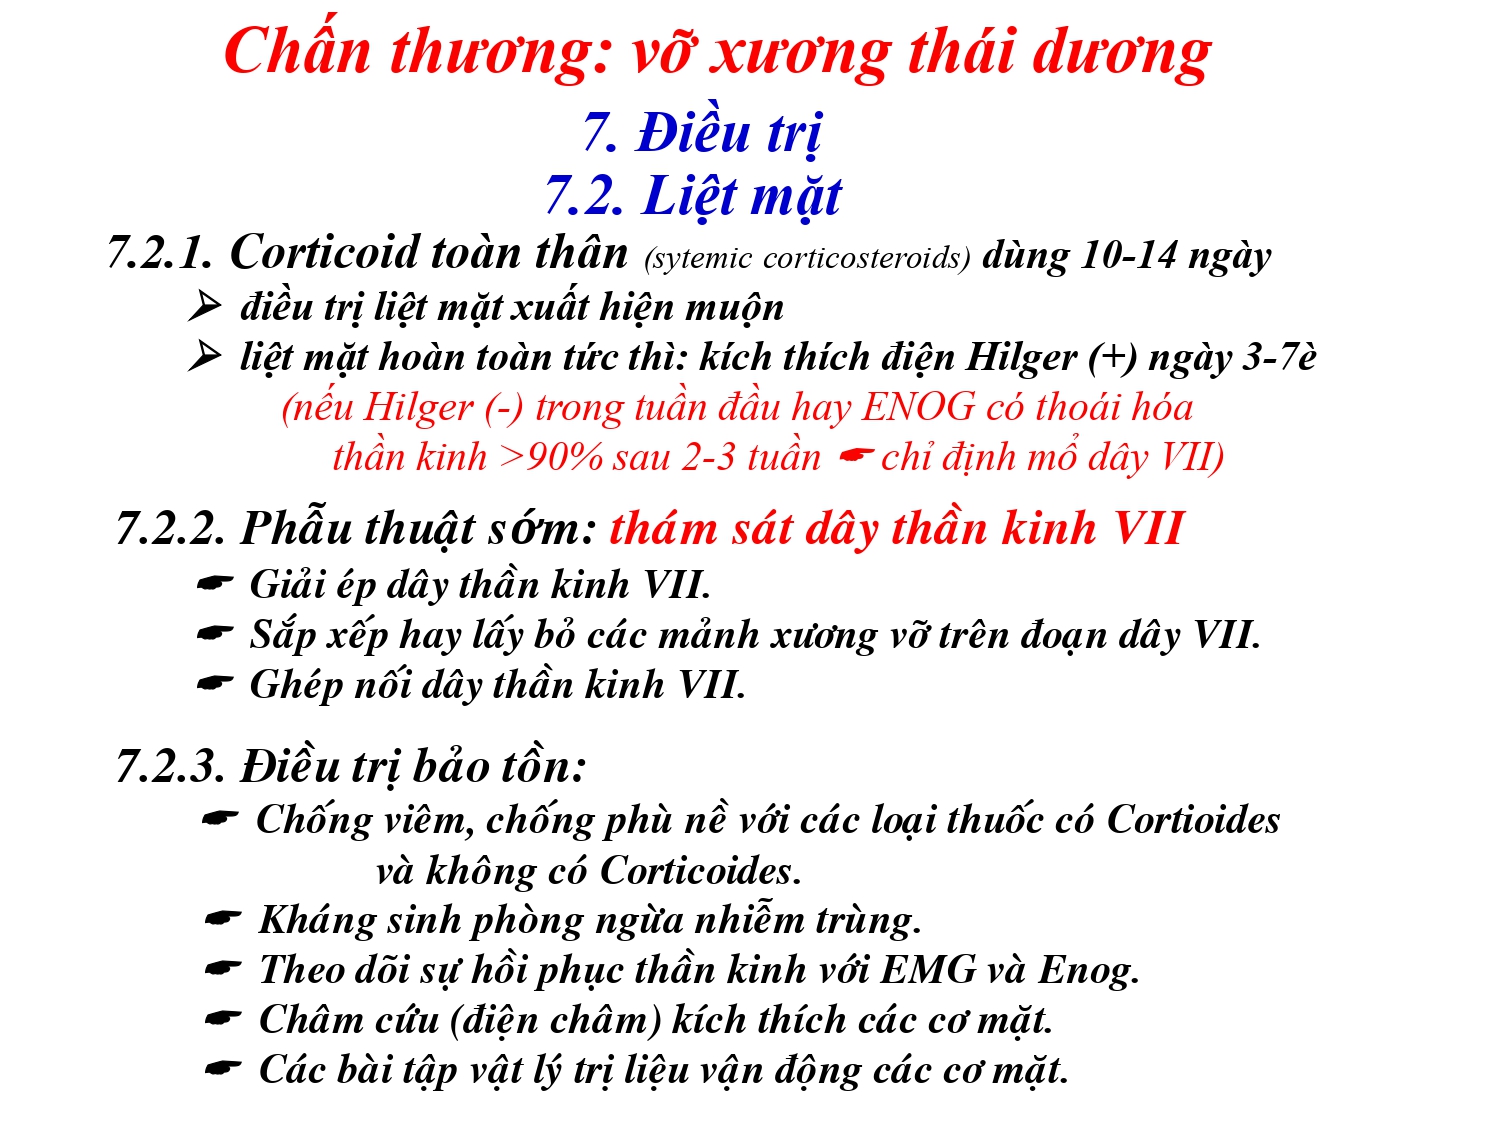 Chấn thương: vỡ xương thái dương
7. Điều trị
7.2. Liệt mặt
7.2.1. Corticoid toàn thân (sytemic corticosteroids) dùng 10-14 ngày
➢ điều trị liệt mặt xuất hiện muộn
➢ liệt mặt hoàn toàn tức thì: kích thích điện Hilger (+) ngày 3-7è
(nếu Hilger (-) trong tuần đầu hay ENOG có thoái hóa
thần kinh >90% sau 2-3 tuần ☛ chỉ định mổ dây VII)
7.2.2. Phẫu thuật sớm: thám sát dây thần kinh VII
☛ Giải ép dây thần kinh VII.
☛ Sắp xếp hay lấy bỏ các mảnh xương vỡ trên đoạn dây VII.
☛ Ghép nối dây thần kinh VII.
7.2.3. Điều trị bảo tồn:
☛ Chống viêm, chống phù nề với các loại thuốc có Cortioides
và không có Corticoides.
☛ Kháng sinh phòng ngừa nhiễm trùng.
☛ Theo dõi sự hồi phục thần kinh với EMG và Enog.
☛ Châm cứu (điện châm) kích thích các cơ mặt.
☛ Các bài tập vật lý trị liệu vận động các cơ mặt.